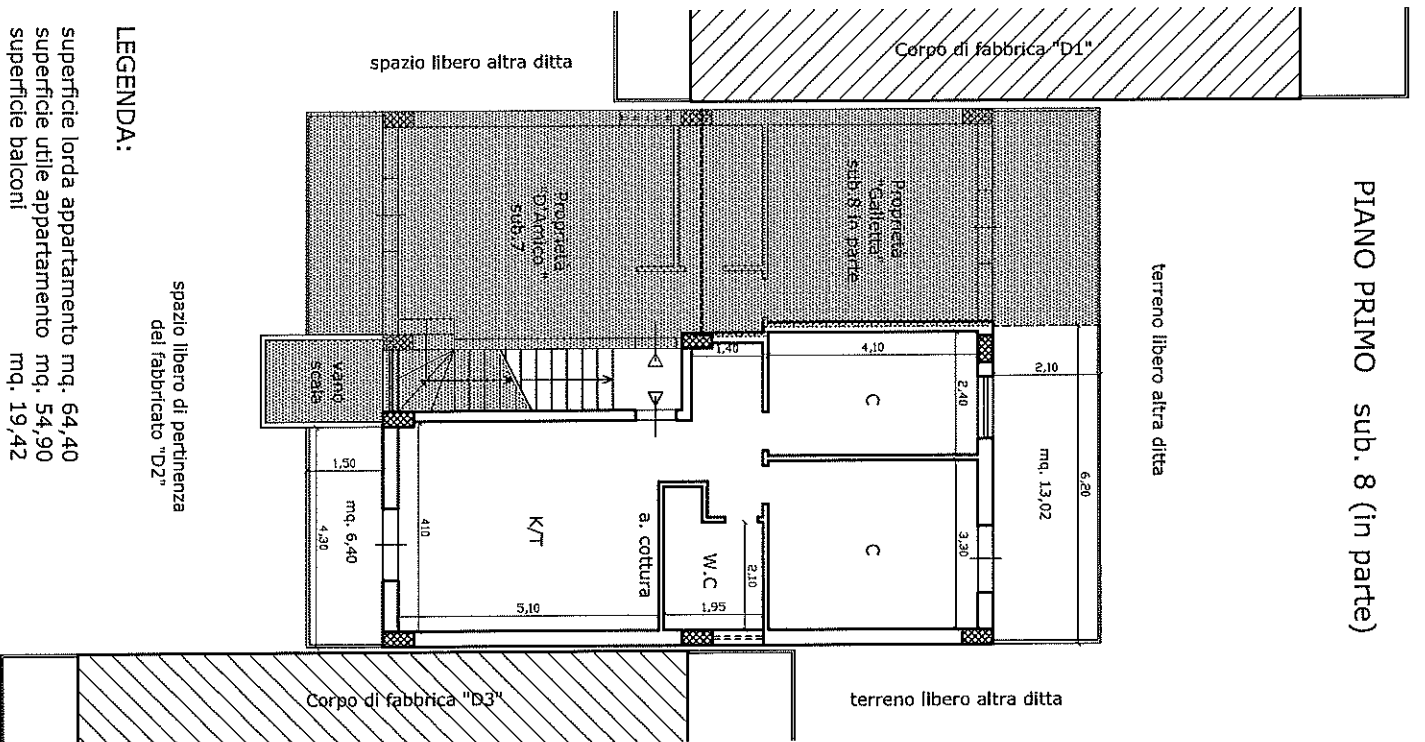 PIANO PRIMO sub. 8 (in parte)
Corpo di fabbrica "D1"
spazio libero altra ditta
terreno libero altra ditta
Proprietà
"Galletta"
sub.8 in parte
Proprietà
"D'Amico"
sub.7
vano
scala
1,40
4,10
2,40
C
2,10
6,20
mq. 13,02
3,30
C
K/T
a. cottura
W.C
2,10
1,95
5,10
410
1,50
mq. 6,40
4,30
spazio libero di pertinenza
del fabbricato "D2"
Corpo di fabbrica "D3"
terreno libero altra ditta
LEGENDA:
superficie lorda appartamento mq. 64,40
superficie utile appartamento mq. 54,90
superficie balconi mq. 19,42